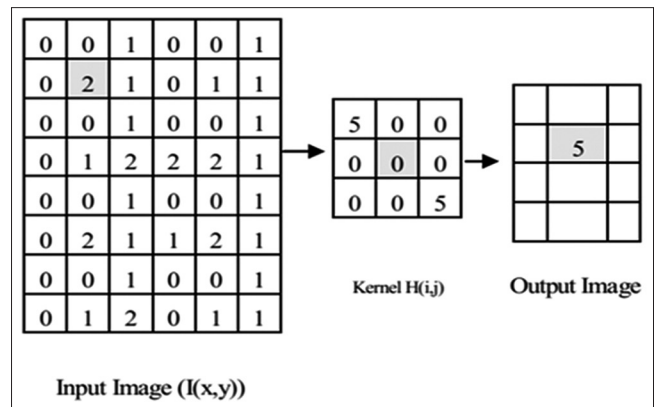 0 0 1 0 0 1
0 2 1 0 1 1
0 0 1 0 0 1
0 1 2 2 2 1
0 0 1 0 0 1
0 2 1 1 2 1
0 0 1 0 0 1
0 1 2 0 1 1
Input Image (I(x,y))
5 0 0
0 0 0
0 0 5
Kernel H(i,j)
5
Output Image